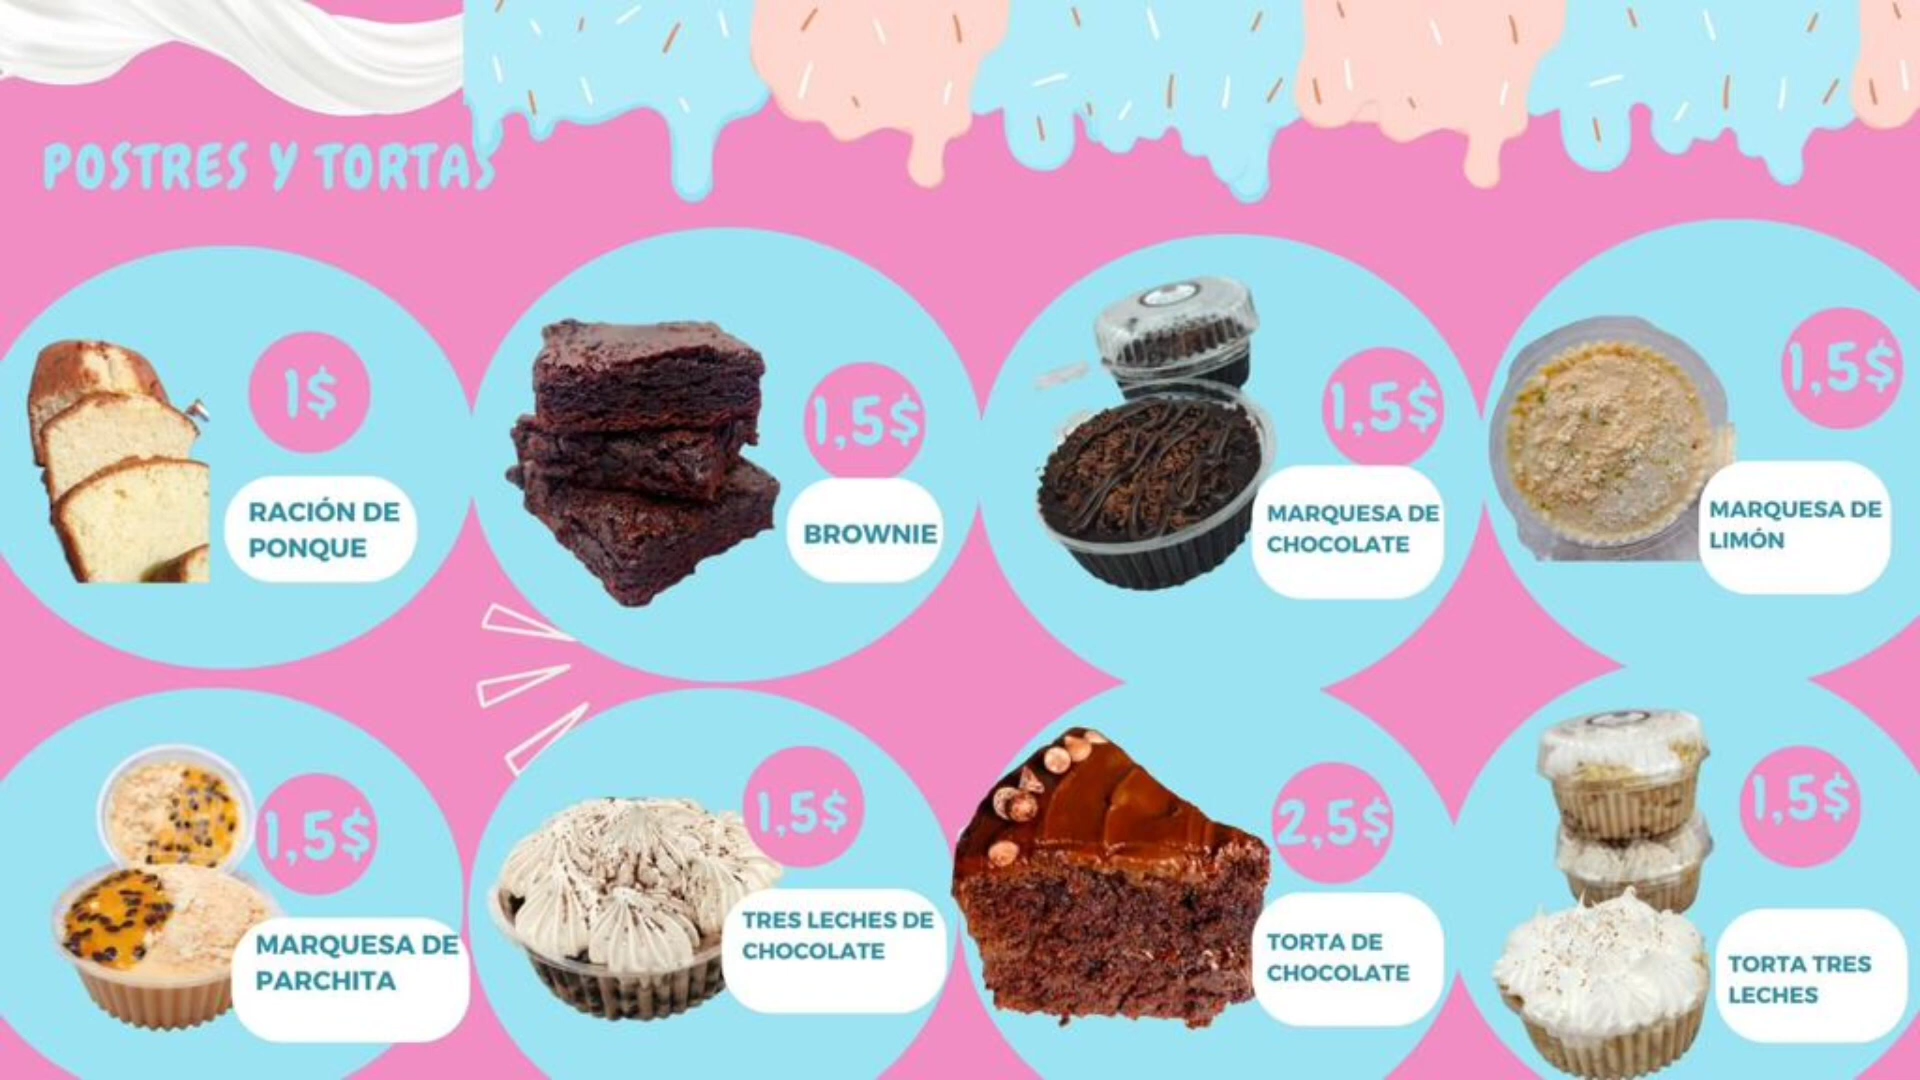 POSTRES Y TORTAS
1$
RACIÓN DE
PONQUE
1,5$
BROWNIE
1,5$
MARQUESA DE
CHOCOLATE
1,5$
MARQUESA DE
LIMÓN
1,5$
MARQUESA DE
PARCHITA
1,5$
TRES LECHES DE
CHOCOLATE
2,5$
TORTA DE
CHOCOLATE
1,5$
TORTA TRES
LECHES